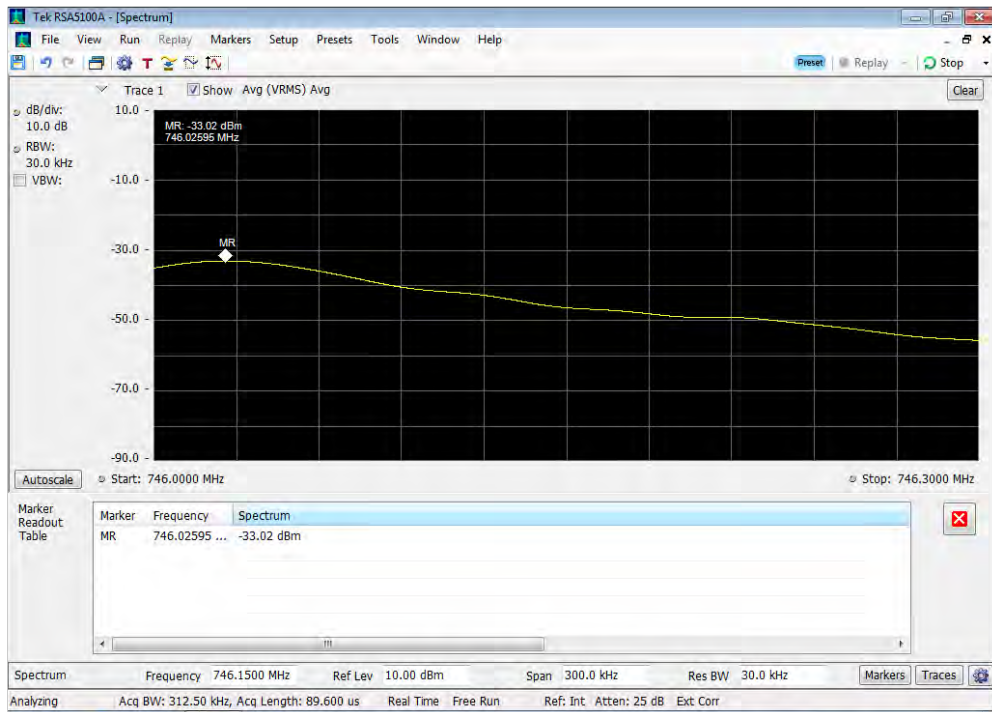 Tek RSA5100A - [Spectrum]
File View Run Replay Markers Setup Presets Tools Window Help
T Preset Replay Stop
Trace 1 Show Avg (VRMS) Avg Clear
dB/div:
10.0 dB
RBW:
30.0 kHz
VBW:
10.0 -
-10.0 -
-30.0 -
-50.0 -
-70.0 -
-90.0 -
MR: -33.02 dBm
746.02595 MHz
MR
Autoscale Start: 746.0000 MHz Stop: 746.3000 MHz
Marker
Readout
Table
Marker Frequency Spectrum
MR 746.02595 ... -33.02 dBm
Spectrum Frequency 746.1500 MHz Ref Lev 10.00 dBm Span 300.0 kHz Res BW 30.0 kHz Markers Traces
Analyzing Acq BW: 312.50 kHz, Acq Length: 89.600 us Real Time Free Run Ref: Int Atten: 25 dB Ext Corr